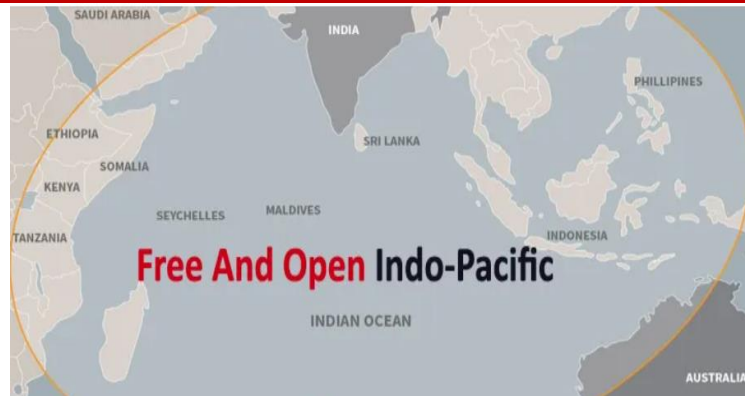 SAUDI ARABIA
INDIA
PHILLIPINES
ETHIOPIA
SRI LANKA
SOMALIA
KENYA
SEYCHELLES
MALDIVES
TANZANIA
INDONESIA
Free And Open Indo-Pacific
INDIAN OCEAN
AUSTRALIA